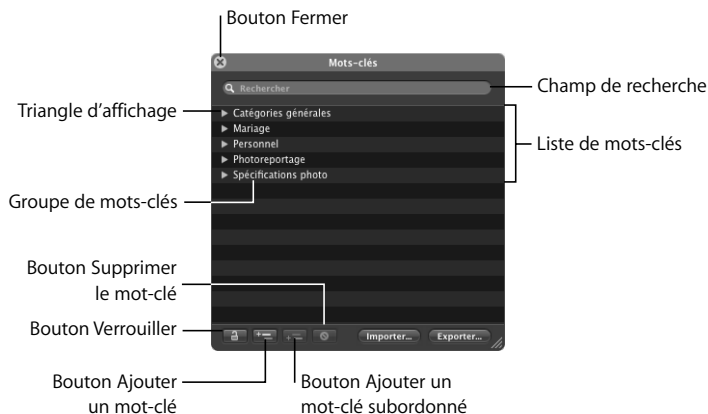 Bouton Fermer
Mots-clés
Rechercher
Champ de recherche
Triangle d’affichage
Catégories générales
Mariage
Personnel
Photoreportage
Spécifications photo
Liste de mots-clés
Groupe de mots-clés
Bouton Supprimer
le mot-clé
Bouton Verrouiller
Importer...
Exporter...
Bouton Ajouter
un mot-clé
Bouton Ajouter un
mot-clé subordonné